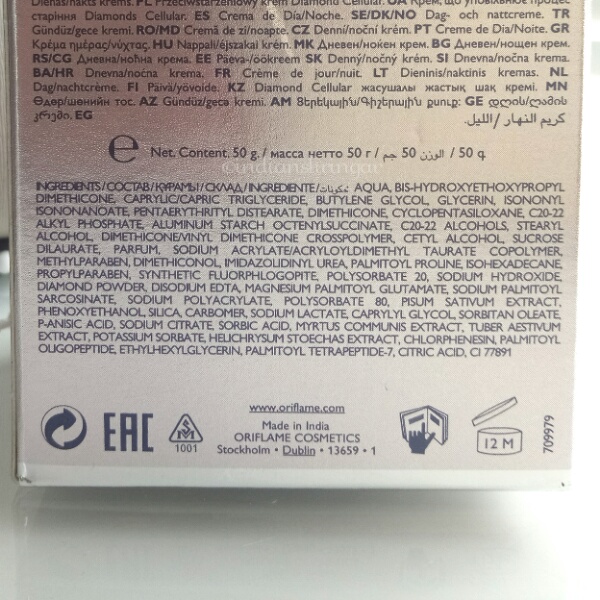 Dienas/nakts krēms. PL Przeciwstarzeniowy krem Diamond Cellular. UA Крем, що уповільнює процес
старіння Diamonds Cellular. ES Crema de Día/Noche. SE/DK/NO Dag- och nattcreme. TR
Gündüz/gece kremi. RO/MD Cremă de zi/noapte. CZ Denní/noční krém. PT Creme de Dia/Noite. GR
Κρέμα ημέρας/νύχτας. HU Nappali/éjszakai krém. MK Дневен/ноќен крем. BG Дневен/нощен крем.
RS/CG Дневна/ноћна крема. EE Päeva-/öökreem SK Denný/nočný krém. SI Dnevna/nočna krema.
BA/HR Dnevna/noćna krema. FR Crème de jour/nuit. LT Dieninis/naktinis kremas. NL
Dag/nachtcrème. FI Päivä/yövoide. KZ Diamond Cellular жасушалы жастық шақ кремі. MN
Өдөр/шөнийн тос. AZ Gündüz/gecə kremi. AM Ցերեկային/Գիշերային քսուք: GE დღის/ღამის
კრემი. EG كريم النهار /الليل.
e Net. Content. 50 g. / масса нетто 50 г / الوزن 50 جم / 50 գ
©indianshringar
INGREDIENTS/СОСТАВ/ҚҰРАМЫ/СКЛАД/INGREDIENTE/مكونات: AQUA, BIS-HYDROXYETHOXYPROPYL
DIMETHICONE, CAPRYLIC/CAPRIC TRIGLYCERIDE, BUTYLENE GLYCOL, GLYCERIN, ISONONYL
ISONONANOATE, PENTAERYTHRITYL DISTEARATE, DIMETHICONE, CYCLOPENTASILOXANE, C20-22
ALKYL PHOSPHATE, ALUMINUM STARCH OCTENYLSUCCINATE, C20-22 ALCOHOLS, STEARYL
ALCOHOL, DIMETHICONE/VINYL DIMETHICONE CROSSPOLYMER, CETYL ALCOHOL, SUCROSE
DILAURATE, PARFUM, SODIUM ACRYLATE/ACRYLOYLDIMETHYL TAURATE COPOLYMER,
METHYLPARABEN, DIMETHICONOL, IMIDAZOLIDINYL UREA, PALMITOYL PROLINE, ISOHEXADECANE,
PROPYLPARABEN, SYNTHETIC FLUORPHLOGOPITE, POLYSORBATE 20, SODIUM HYDROXIDE,
DIAMOND POWDER, DISODIUM EDTA, MAGNESIUM PALMITOYL GLUTAMATE, SODIUM PALMITOYL
SARCOSINATE, SODIUM POLYACRYLATE, POLYSORBATE 80, PISUM SATIVUM EXTRACT,
PHENOXYETHANOL, SILICA, CARBOMER, SODIUM LACTATE, CAPRYLYL GLYCOL, SORBITAN OLEATE,
P-ANISIC ACID, SODIUM CITRATE, SORBIC ACID, MYRTUS COMMUNIS EXTRACT, TUBER AESTIVUM
EXTRACT, POTASSIUM SORBATE, HELICHRYSUM STOECHAS EXTRACT, CHLORPHENESIN, PALMITOYL
OLIGOPEPTIDE, ETHYLHEXYLGLYCERIN, PALMITOYL TETRAPEPTIDE-7, CITRIC ACID, CI 77891
EAC
1001
www.oriflame.com
Made in India
ORIFLAME COSMETICS
Stockholm • Dublin • 13659 • 1
12 M
709979